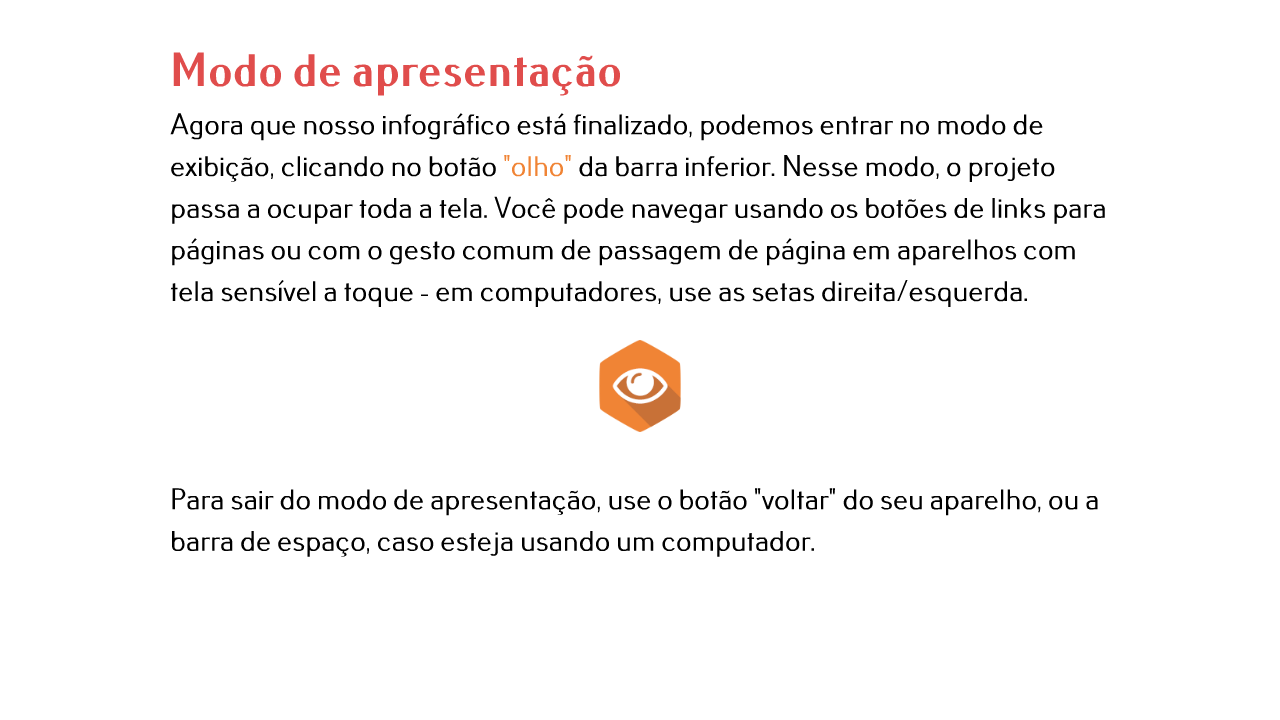 Modo de apresentação
Agora que nosso infográfico está finalizado, podemos entrar no modo de
exibição, clicando no botão "olho" da barra inferior. Nesse modo, o projeto
passa a ocupar toda a tela. Você pode navegar usando os botões de links para
páginas ou com o gesto comum de passagem de página em aparelhos com
tela sensível a toque - em computadores, use as setas direita/esquerda.
Para sair do modo de apresentação, use o botão "voltar" do seu aparelho, ou a
barra de espaço, caso esteja usando um computador.